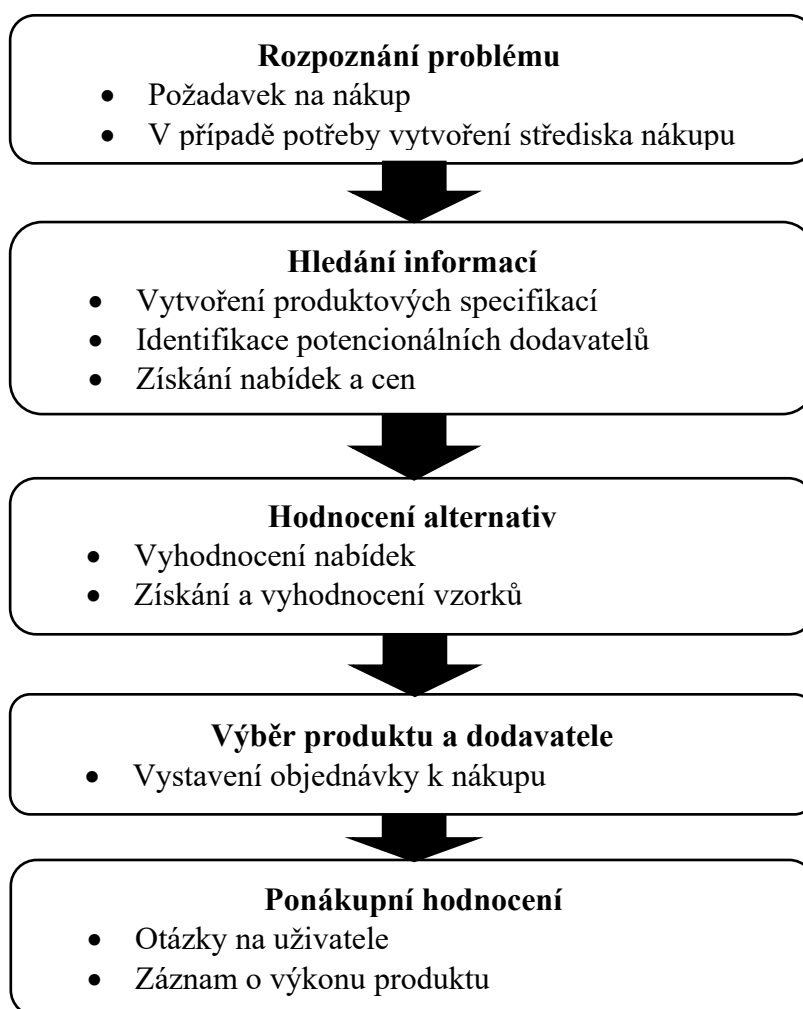 Rozpoznání problému
• Požadavek na nákup
• V případě potřeby vytvoření střediska nákupu
Hledání informací
• Vytvoření produktových specifikací
• Identifikace potencionálních dodavatelů
• Získání nabídek a cen
Hodnocení alternativ
• Vyhodnocení nabídek
• Získání a vyhodnocení vzorků
Výběr produktu a dodavatele
• Vystavení objednávky k nákupu
Ponákupní hodnocení
• Otázky na uživatele
• Záznam o výkonu produktu